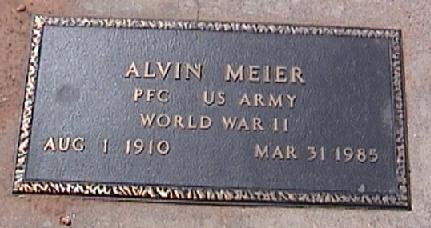 ALVIN MEIER
PFC US ARMY
WORLD WAR II
AUG 1 1910 MAR 31 1985